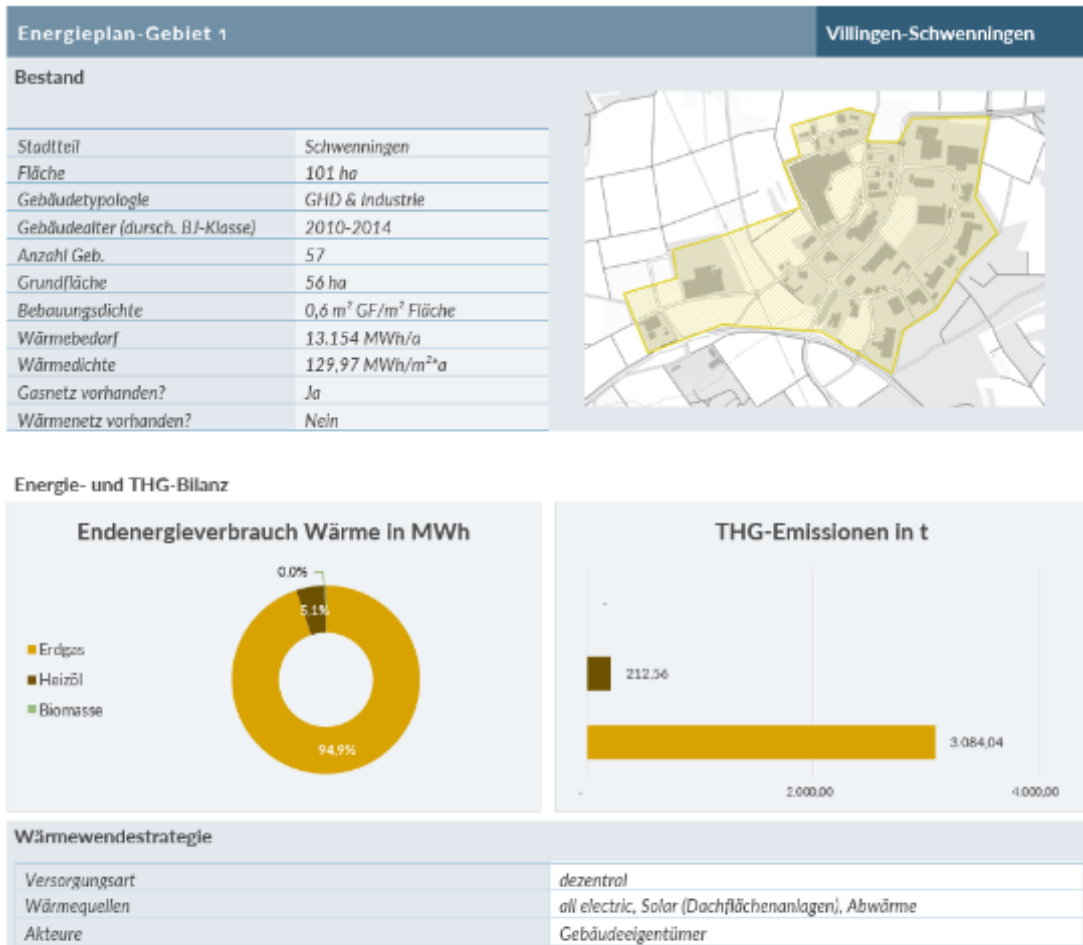 Energieplan-Gebiet 1 Villingen-Schwenningen
Bestand
Stadtteil Schwenningen
Fläche 101 ha
Gebäudetypologie GHD & Industrie
Gebäudealter (dursch. BJ-Klasse) 2010-2014
Anzahl Geb. 57
Grundfläche 56 ha
Bebauungsdichte 0,6 m² GF/m² Fläche
Wärmebedarf 13.154 MWh/a
Wärmedichte 129,97 MWh/m²*a
Gasnetz vorhanden? Ja
Wärmenetz vorhanden? Nein
Energie- und THG-Bilanz
Endenergieverbrauch Wärme in MWh
0.0%
5.1%
Erdgas
Heizöl
Biomasse
94.9%
THG-Emissionen in t
-
212.56
3.084,04
- 2.000,00 4.000,00
Wärmewendestrategie
Versorgungsart dezentral
Wärmequellen all electric, Solar (Dachflächenanlagen), Abwärme
Akteure Gebäudeeigentümer